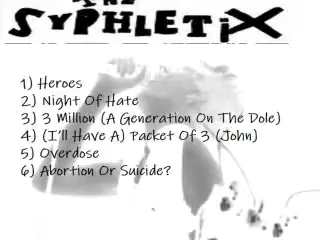 THE
SYPHLETiX
1) Heroes
2) Night Of Hate
3) 3 Million (A Generation On The Dole)
4) (I'll Have A) Packet Of 3 (John)
5) Overdose
6) Abortion Or Suicide?